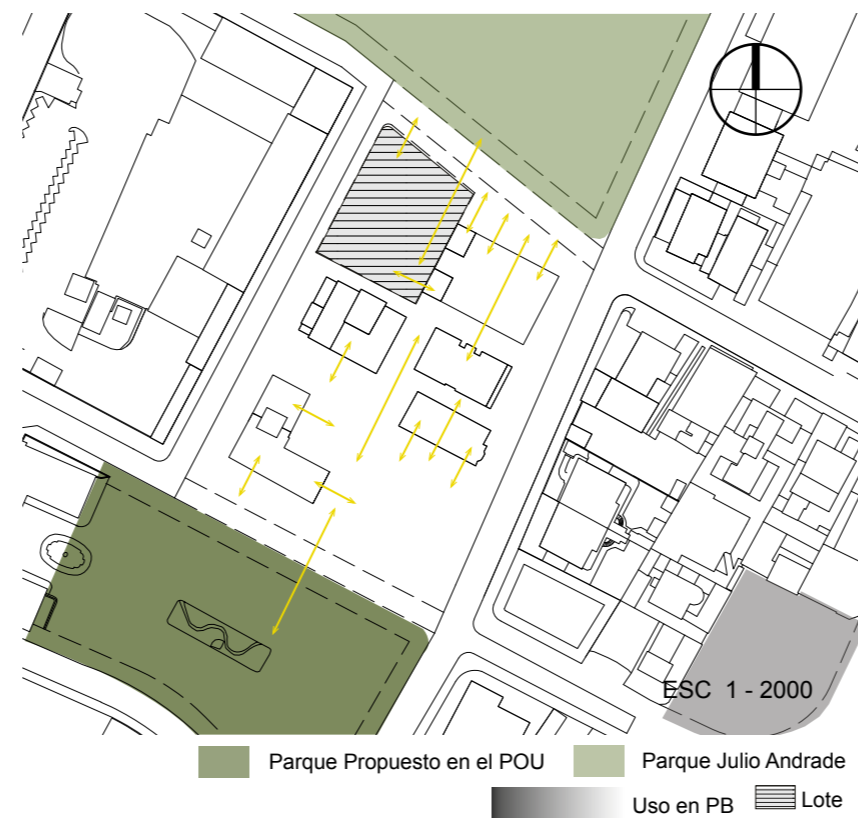 ESC 1 - 2000
Parque Propuesto en el POU Parque Julio Andrade
Uso en PB Lote